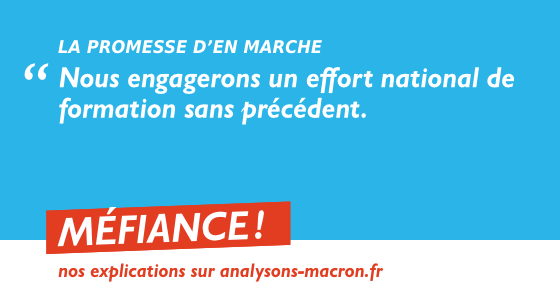 LA PROMESSE D’EN MARCHE
“ Nous engagerons un effort national de
formation sans précédent.
MÉFIANCE !
nos explications sur analysons-macron.fr